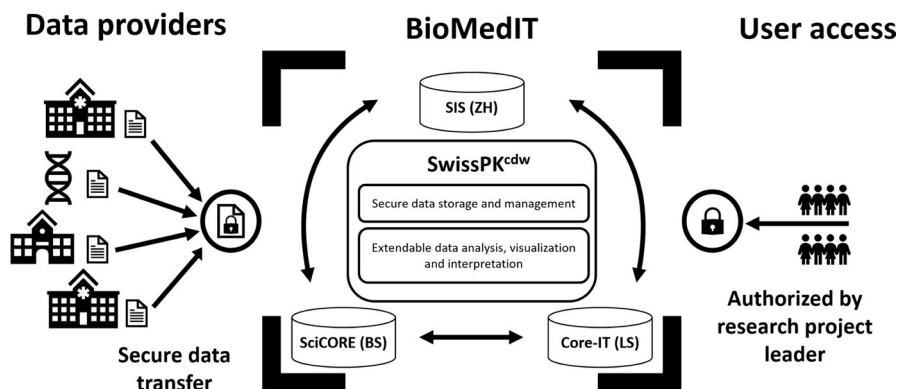 Data providers
BioMedIT
User access
SIS (ZH)
SwissPK^cdw
Secure data storage and management
Extendable data analysis, visualization
and interpretation
SciCORE (BS)
Core-IT (LS)
Secure data
transfer
Authorized by
research project
leader